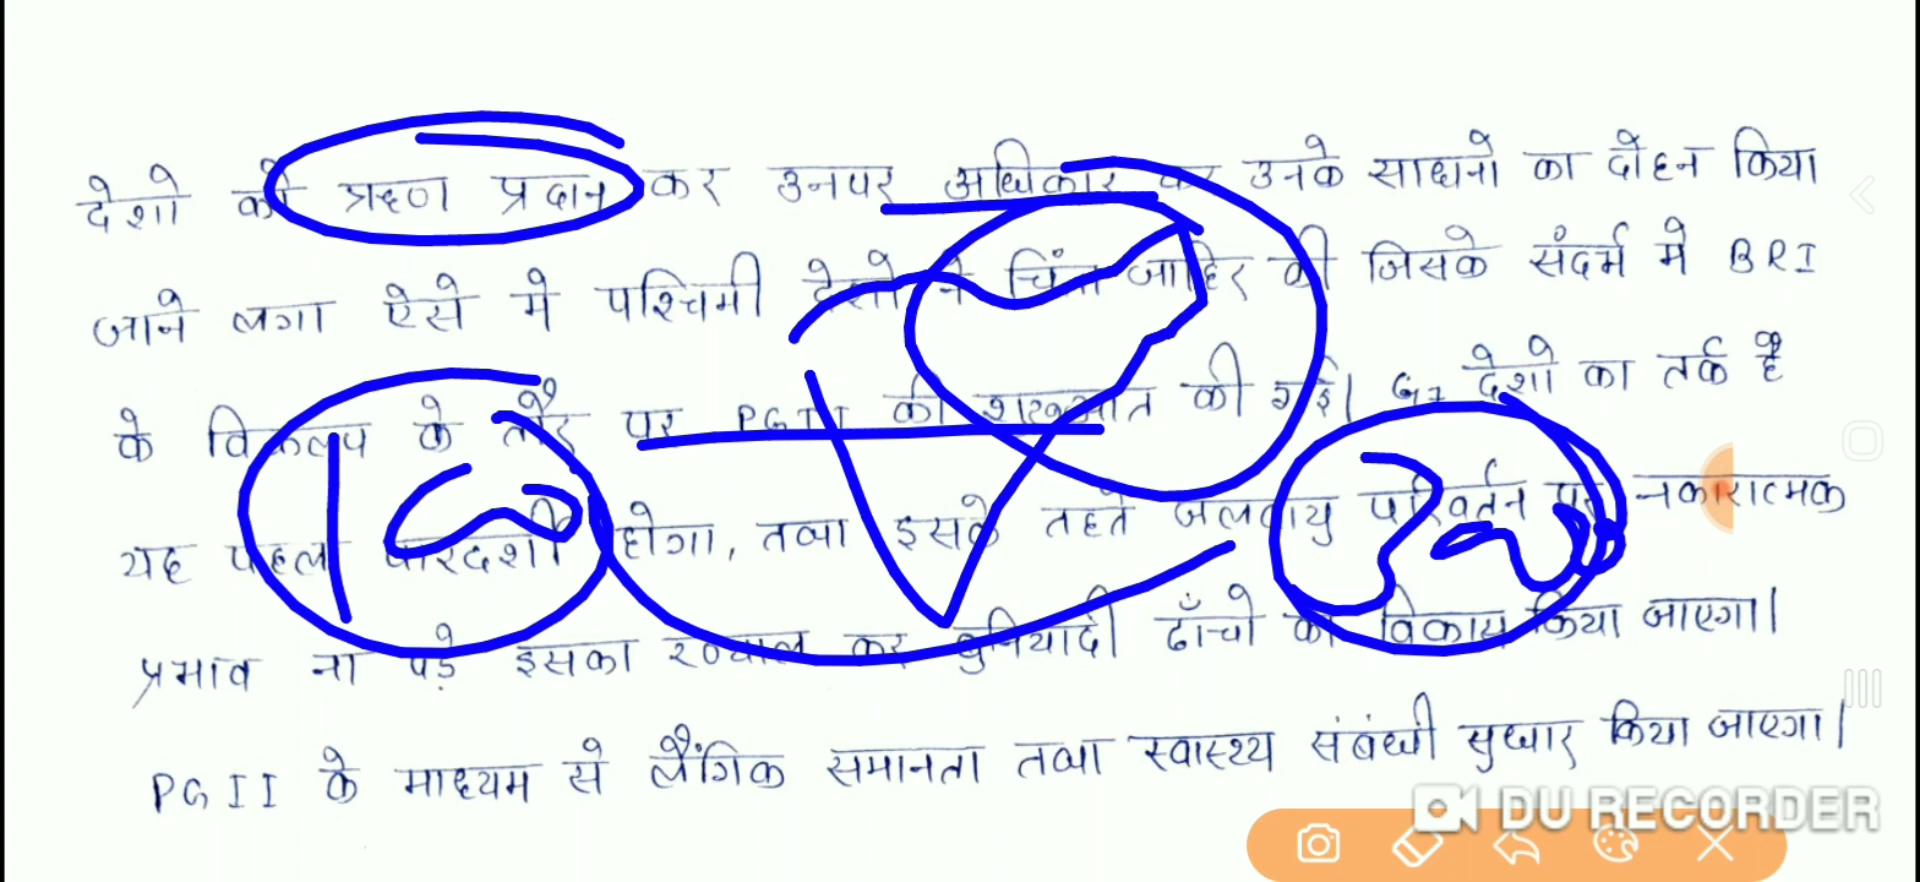 देशो को ऋण प्रदान कर उनपर अधिकार कर उनके साधनो का दोहन किया
जाने लगा ऐसे मे पश्चिमी देशो ने चिंता जाहिर की जिसके संदर्भ मे BRI
के विकल्प के तौर पर PGII की शुरूआत की गई। G7 देशो का तर्क है
यह पहला पारदर्शी होगा, तथा इसके तहत जलवायु परिवर्तन पर नकारात्मक
प्रभाव ना पड़े इसका ख्याल कर बुनियादी ढाँचो का विकास किया जाएगा।
PGII के माध्यम से लैंगिक समानता तथा स्वास्थ्य संबंधी सुधार किया जाएगा।
DU RECORDER